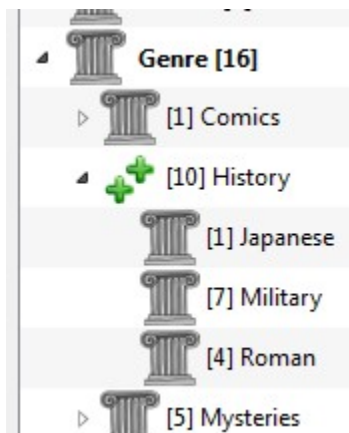 Genre [16]
[1] Comics
[10] History
[1] Japanese
[7] Military
[4] Roman
[5] Mysteries